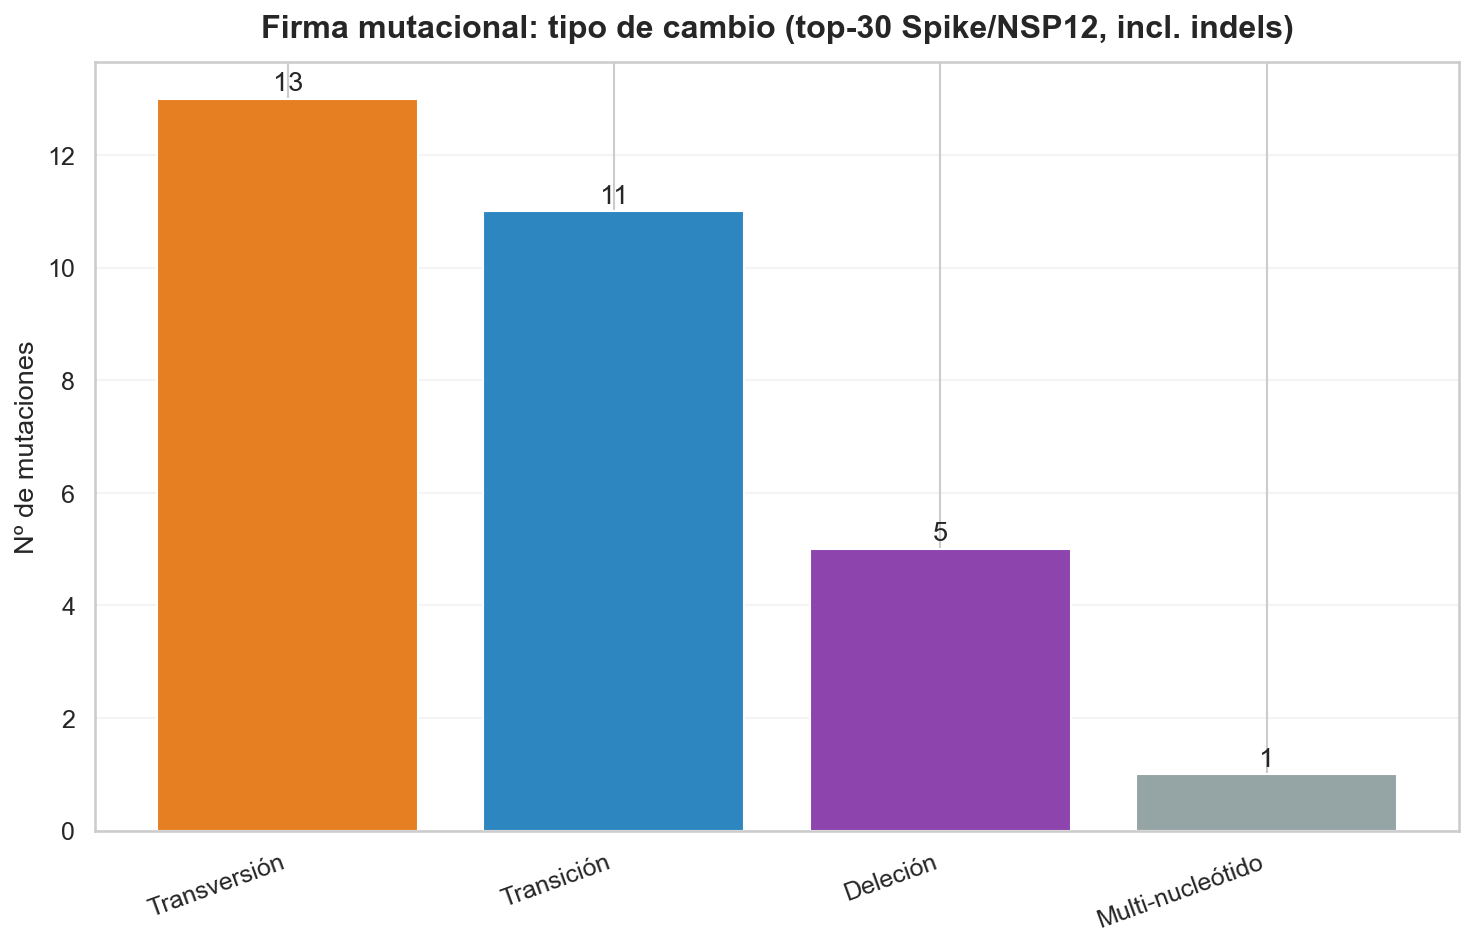 Firma mutacional: tipo de cambio (top-30 Spike/NSP12, incl. indels)
13
11
5
1
12
10
8
6
4
2
0
Nº de mutaciones
Transversión
Transición
Deleción
Multi-nucleótido